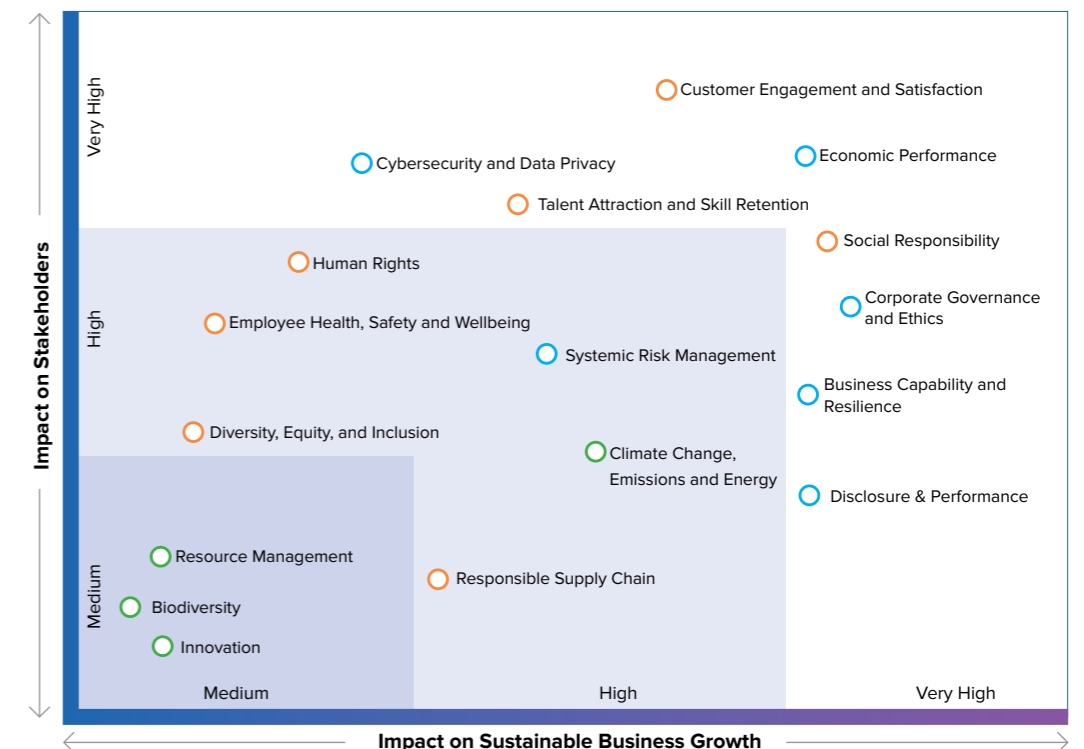 Impact on Stakeholders
Very High
High
Medium
Customer Engagement and Satisfaction
Economic Performance
Cybersecurity and Data Privacy
Talent Attraction and Skill Retention
Social Responsibility
Human Rights
Corporate Governance
and Ethics
Employee Health, Safety and Wellbeing
Systemic Risk Management
Business Capability and
Resilience
Diversity, Equity, and Inclusion
Climate Change,
Emissions and Energy
Disclosure & Performance
Resource Management
Responsible Supply Chain
Biodiversity
Innovation
Medium
High
Very High
Impact on Sustainable Business Growth